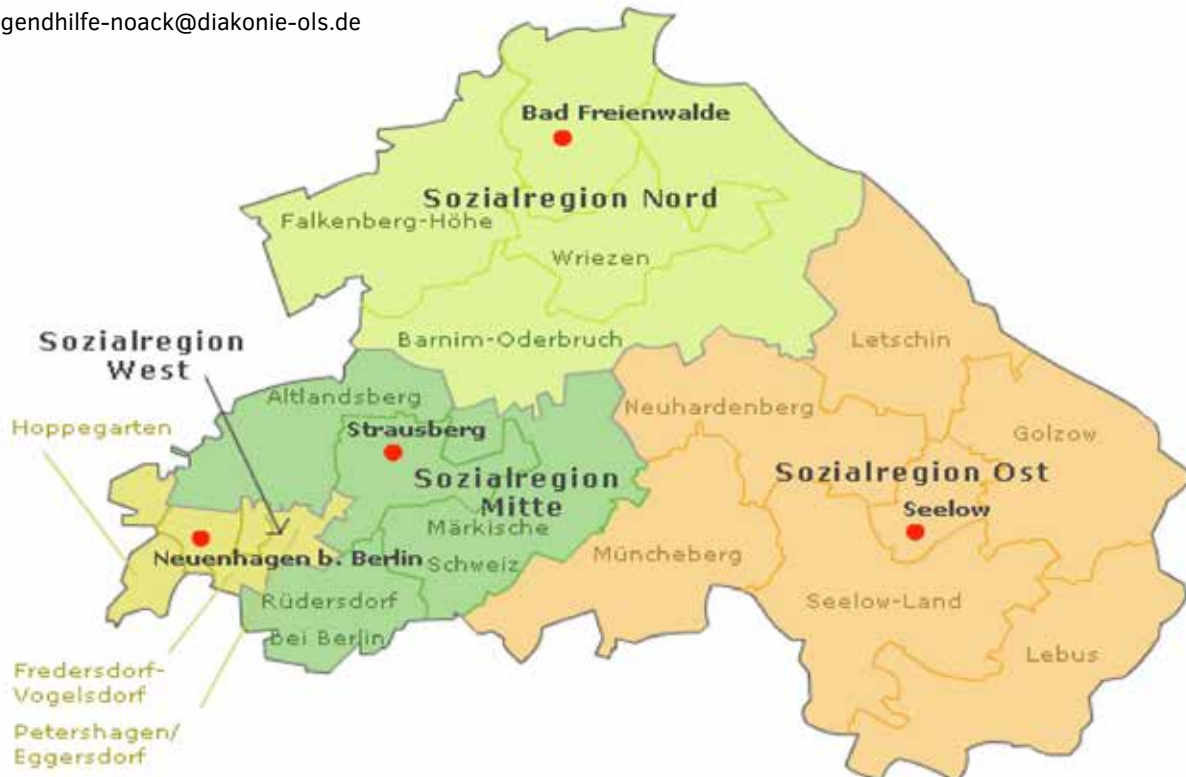 gendhilfe-noack@diakonie-ols.de
Bad Freienwalde
Sozialregion Nord
Falkenberg-Höhe
Wriezen
Barnim-Oderbruch
Sozialregion
West
Altlandsberg
Hoppegarten
Strausberg
Sozialregion
Mitte
Märkische
Schweiz
Neuenhagen b. Berlin
Rüdersdorf
Bei Berlin
Fredersdorf-
Vogelsdorf
Petershagen/
Eggersdorf
Letschin
Neuhardenberg
Golzow
Sozialregion Ost
Seelow
Müncheberg
Seelow-Land
Lebus